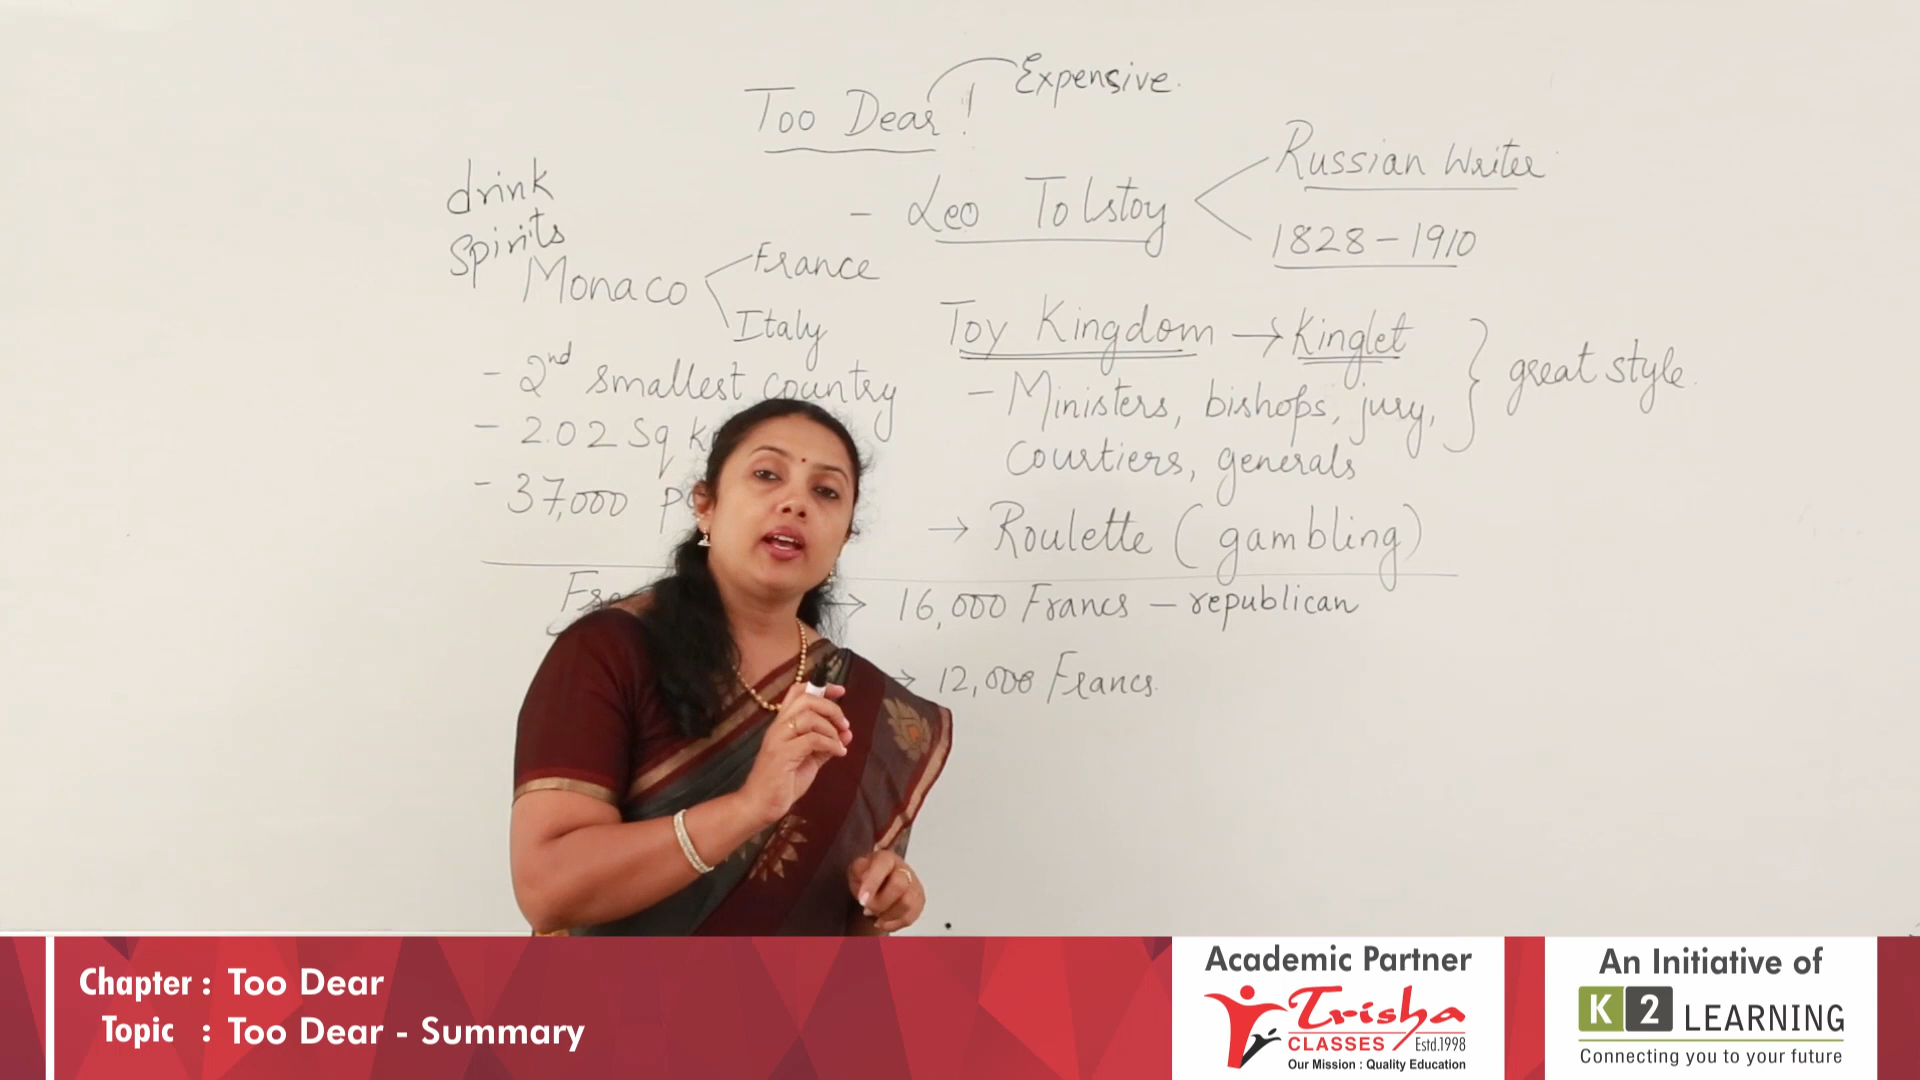 Too Dear !
Expensive.
- Leo Tolstoy
Russian Writer
1828 - 1910
drink
spirits
Monaco
France
Italy
- 2nd smallest country
- 2.02 Sq
- 37,000
Toy Kingdom → Kinglet
- Ministers, bishops, jury,
courtiers, generals
great style
→ Roulette (gambling)
→ 16,000 Francs - republican
→ 12,000 Francs.
Chapter : Too Dear
Topic : Too Dear - Summary
Academic Partner
Trisha
CLASSES Estd.1998
Our Mission : Quality Education
An Initiative of
K2 LEARNING
Connecting you to your future